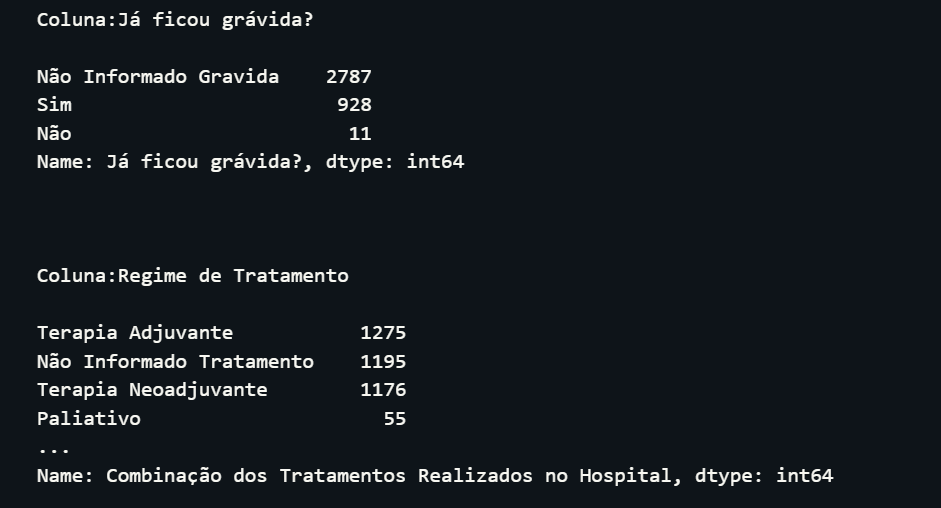 Coluna:Já ficou grávida?
Não Informado Gravida    2787
Sim                       928
Não                        11
Name: Já ficou grávida?, dtype: int64
Coluna:Regime de Tratamento
Terapia Adjuvante           1275
Não Informado Tratamento    1195
Terapia Neoadjuvante        1176
Paliativo                     55
...
Name: Combinação dos Tratamentos Realizados no Hospital, dtype: int64